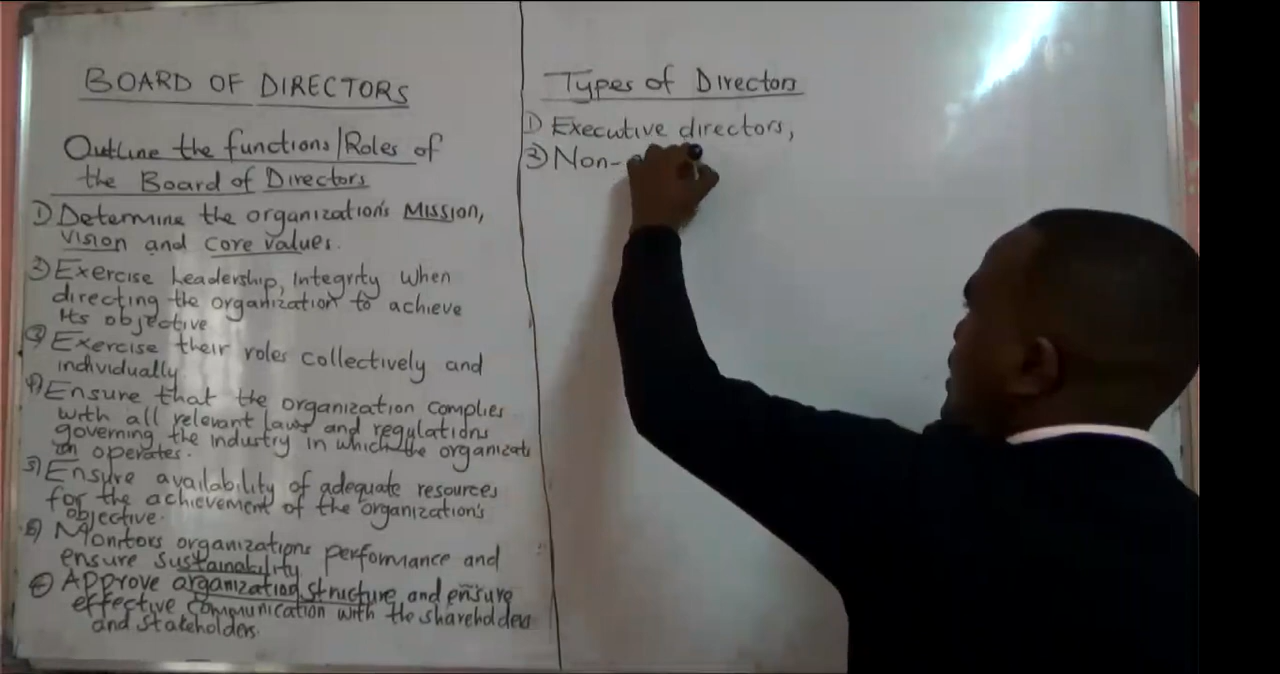 BOARD OF DIRECTORS
Outline the functions/Roles of
the Board of Directors
1) Determine the organization's Mission,
Vision and Core values.
2) Exercise Leadership, Integrity when
directing the organization to achieve
its objective
3) Exercise their roles collectively and
individually
4) Ensure that the organization complies
with all relevant laws and regulations
governing the industry in which the organizati
on operates.
5) Ensure availability of adequate resources
for the achievement of the organization's
objective.
6) Monitors organizations performance and
ensure sustainability
7) Approve organization structure and ensure
effective communication with the shareholders
and stakeholders.
Types of Directors
1) Executive directors,
2) Non-